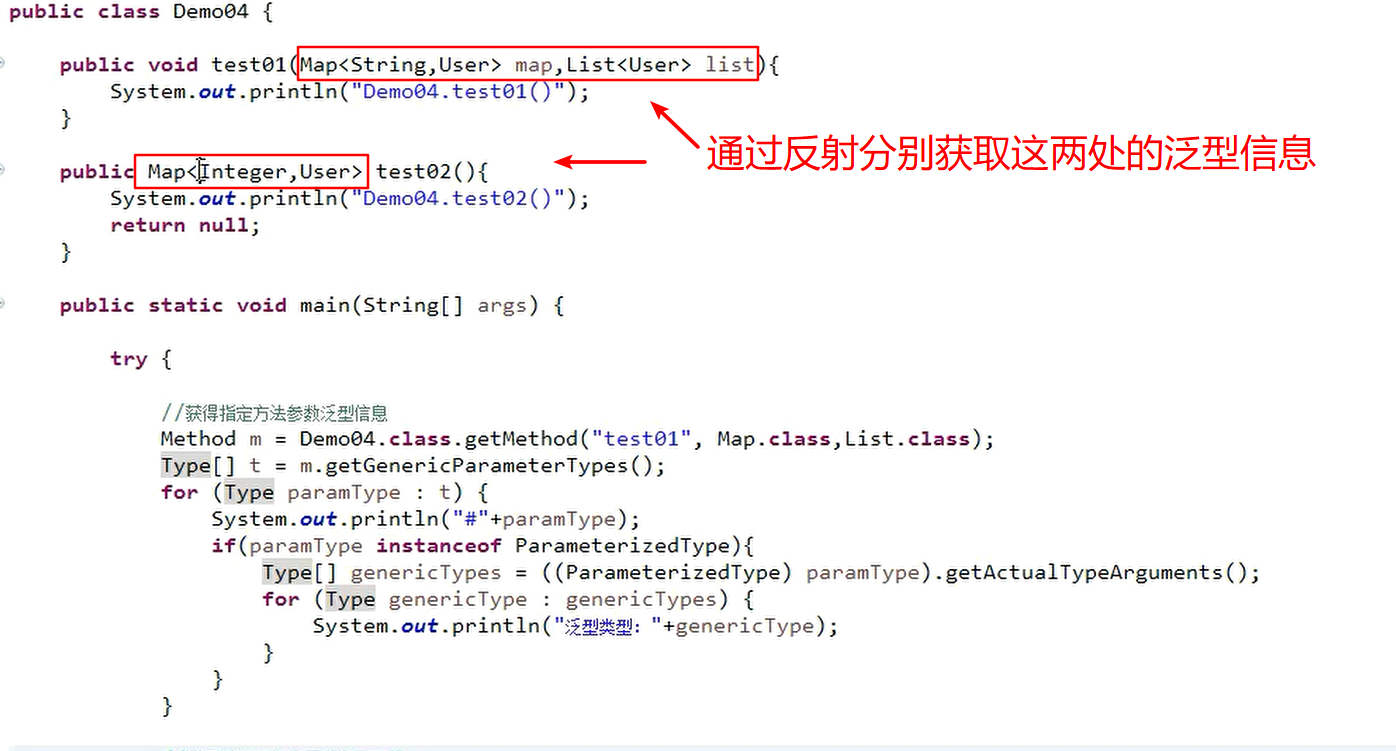 public class Demo04 {
public void test01(Map<String,User> map,List<User> list){
System.out.println("Demo04.test01()");
}
通过反射分别获取这两处的泛型信息
public Map<Integer,User> test02(){
System.out.println("Demo04.test02()");
return null;
}
public static void main(String[] args) {
try {
//获得指定方法参数泛型信息
Method m = Demo04.class.getMethod("test01", Map.class,List.class);
Type[] t = m.getGenericParameterTypes();
for (Type paramType : t) {
System.out.println("#"+paramType);
if(paramType instanceof ParameterizedType){
Type[] genericTypes = ((ParameterizedType) paramType).getActualTypeArguments();
for (Type genericType : genericTypes) {
System.out.println("泛型类型："+genericType);
}
}
}